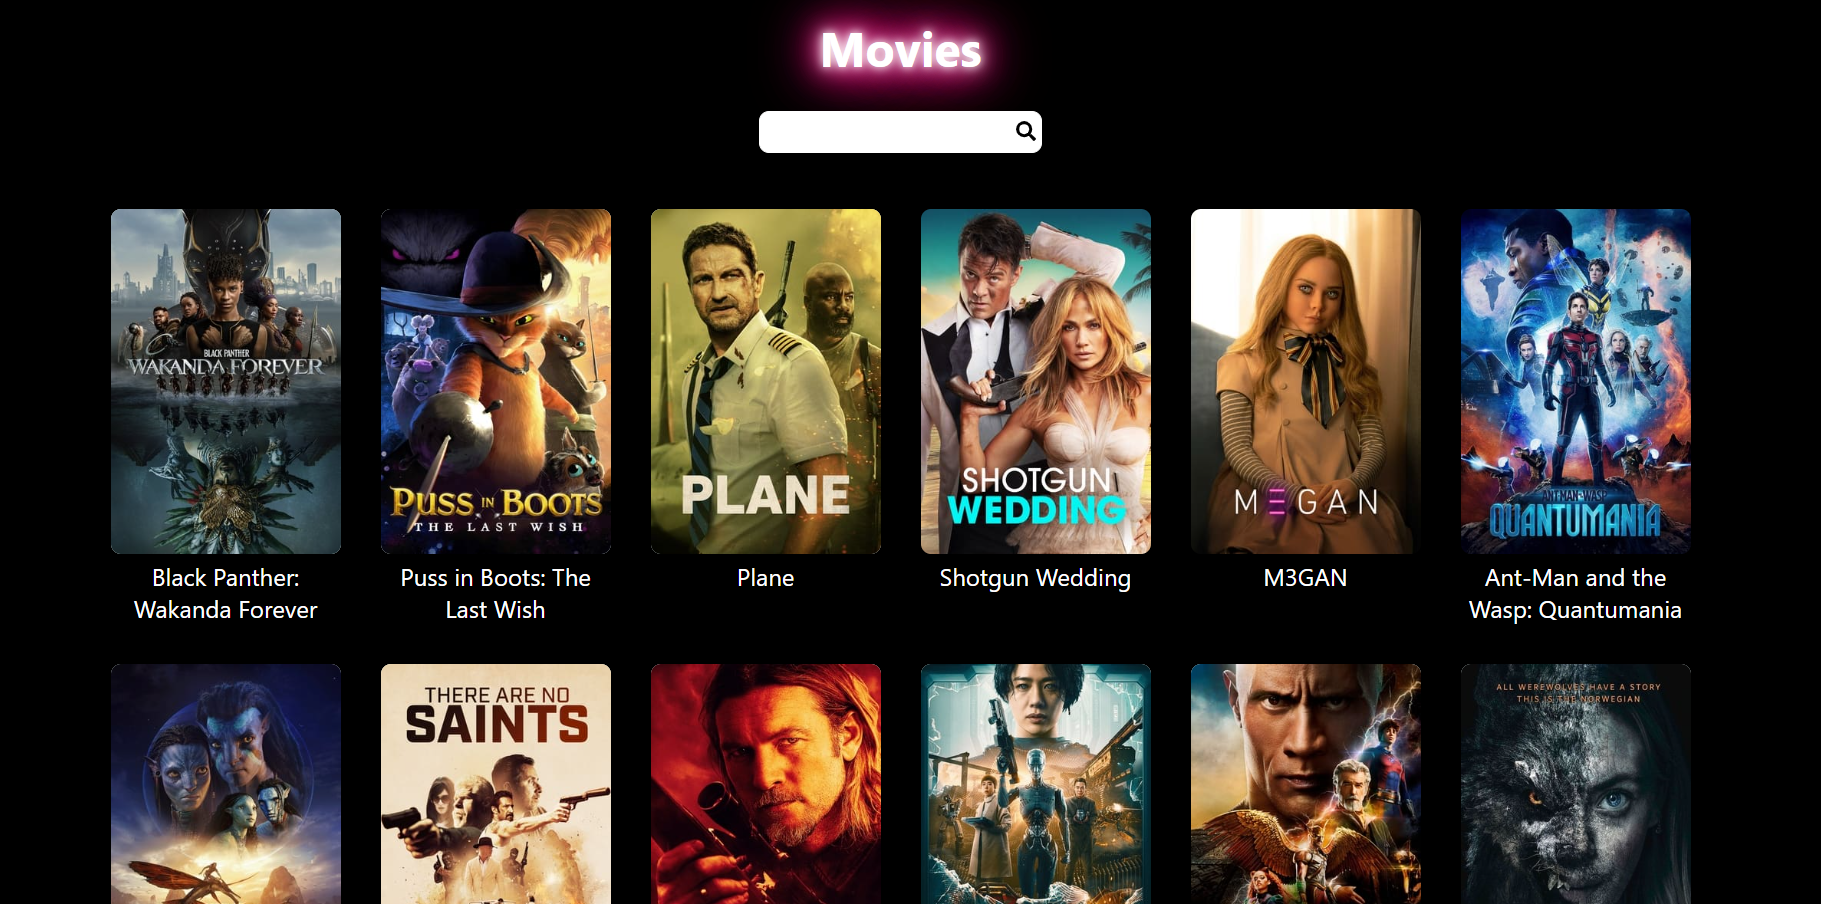 Movies
BLACK PANTHER
WAKANDA FOREVER
PUSS IN BOOTS
THE LAST WISH
PLANE
SHOTGUN
WEDDING
MƎGAN
ANT-MAN AND THE WASP
QUANTUMANIA
Black Panther:
Wakanda Forever
Puss in Boots: The
Last Wish
Plane
Shotgun Wedding
M3GAN
Ant-Man and the
Wasp: Quantumania
THERE ARE NO
SAINTS
ALL WEREWOLVES HAVE A STORY
THIS IS THE NORWEGIAN